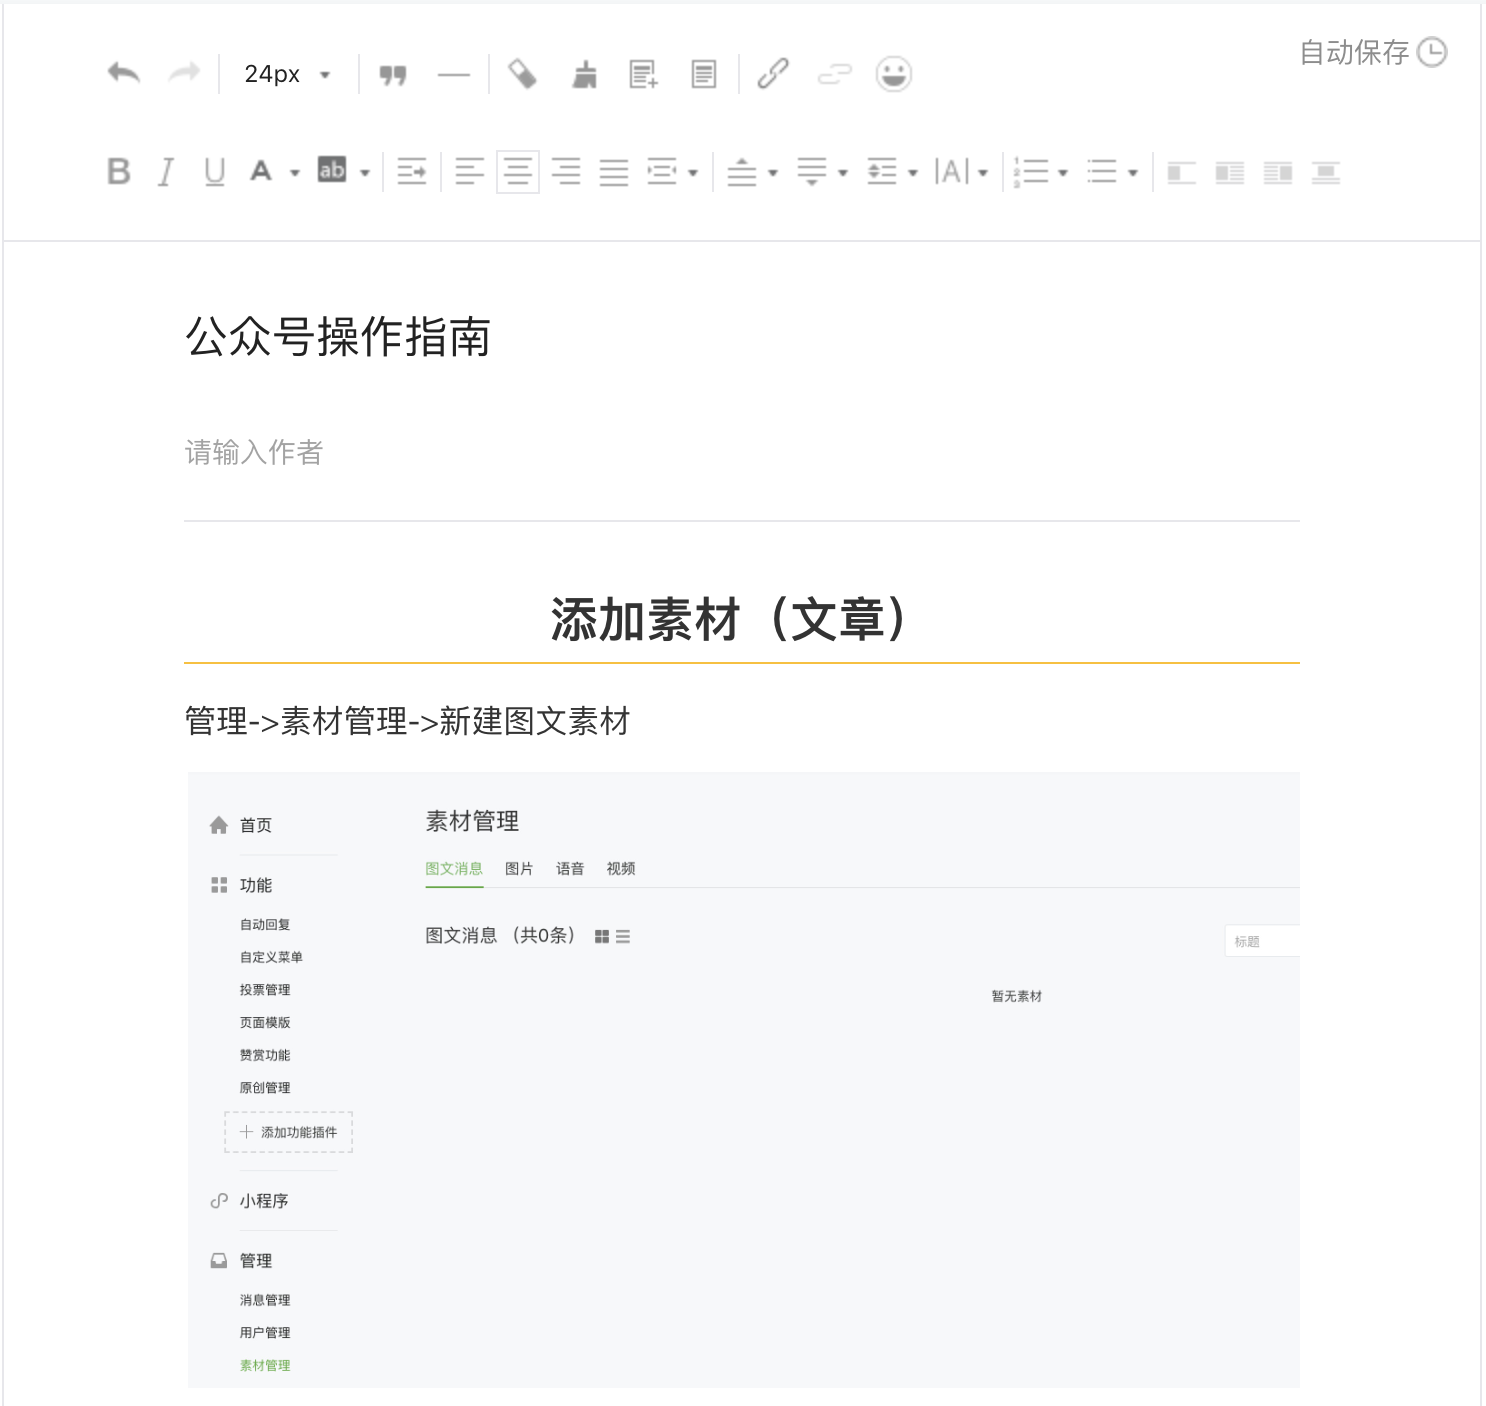 自动保存
24px
B I U A ab |A|
公众号操作指南
请输入作者
添加素材（文章）
管理->素材管理->新建图文素材
首页
素材管理
图文消息 图片 语音 视频
功能
自动回复
图文消息 （共0条）
标题
自定义菜单
投票管理
暂无素材
页面模版
赞赏功能
原创管理
添加功能插件
小程序
管理
消息管理
用户管理
素材管理